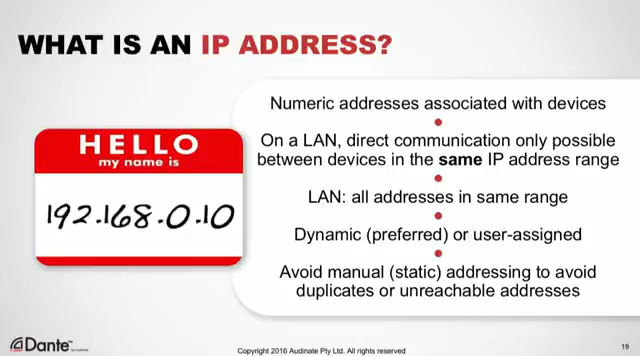 WHAT IS AN IP ADDRESS?
HELLO
my name is
192.168.0.10
Numeric addresses associated with devices
On a LAN, direct communication only possible
between devices in the same IP address range
LAN: all addresses in same range
Dynamic (preferred) or user-assigned
Avoid manual (static) addressing to avoid
duplicates or unreachable addresses
Dante™
by Audinate
Copyright 2016 Audinate Pty Ltd. All rights reserved
19